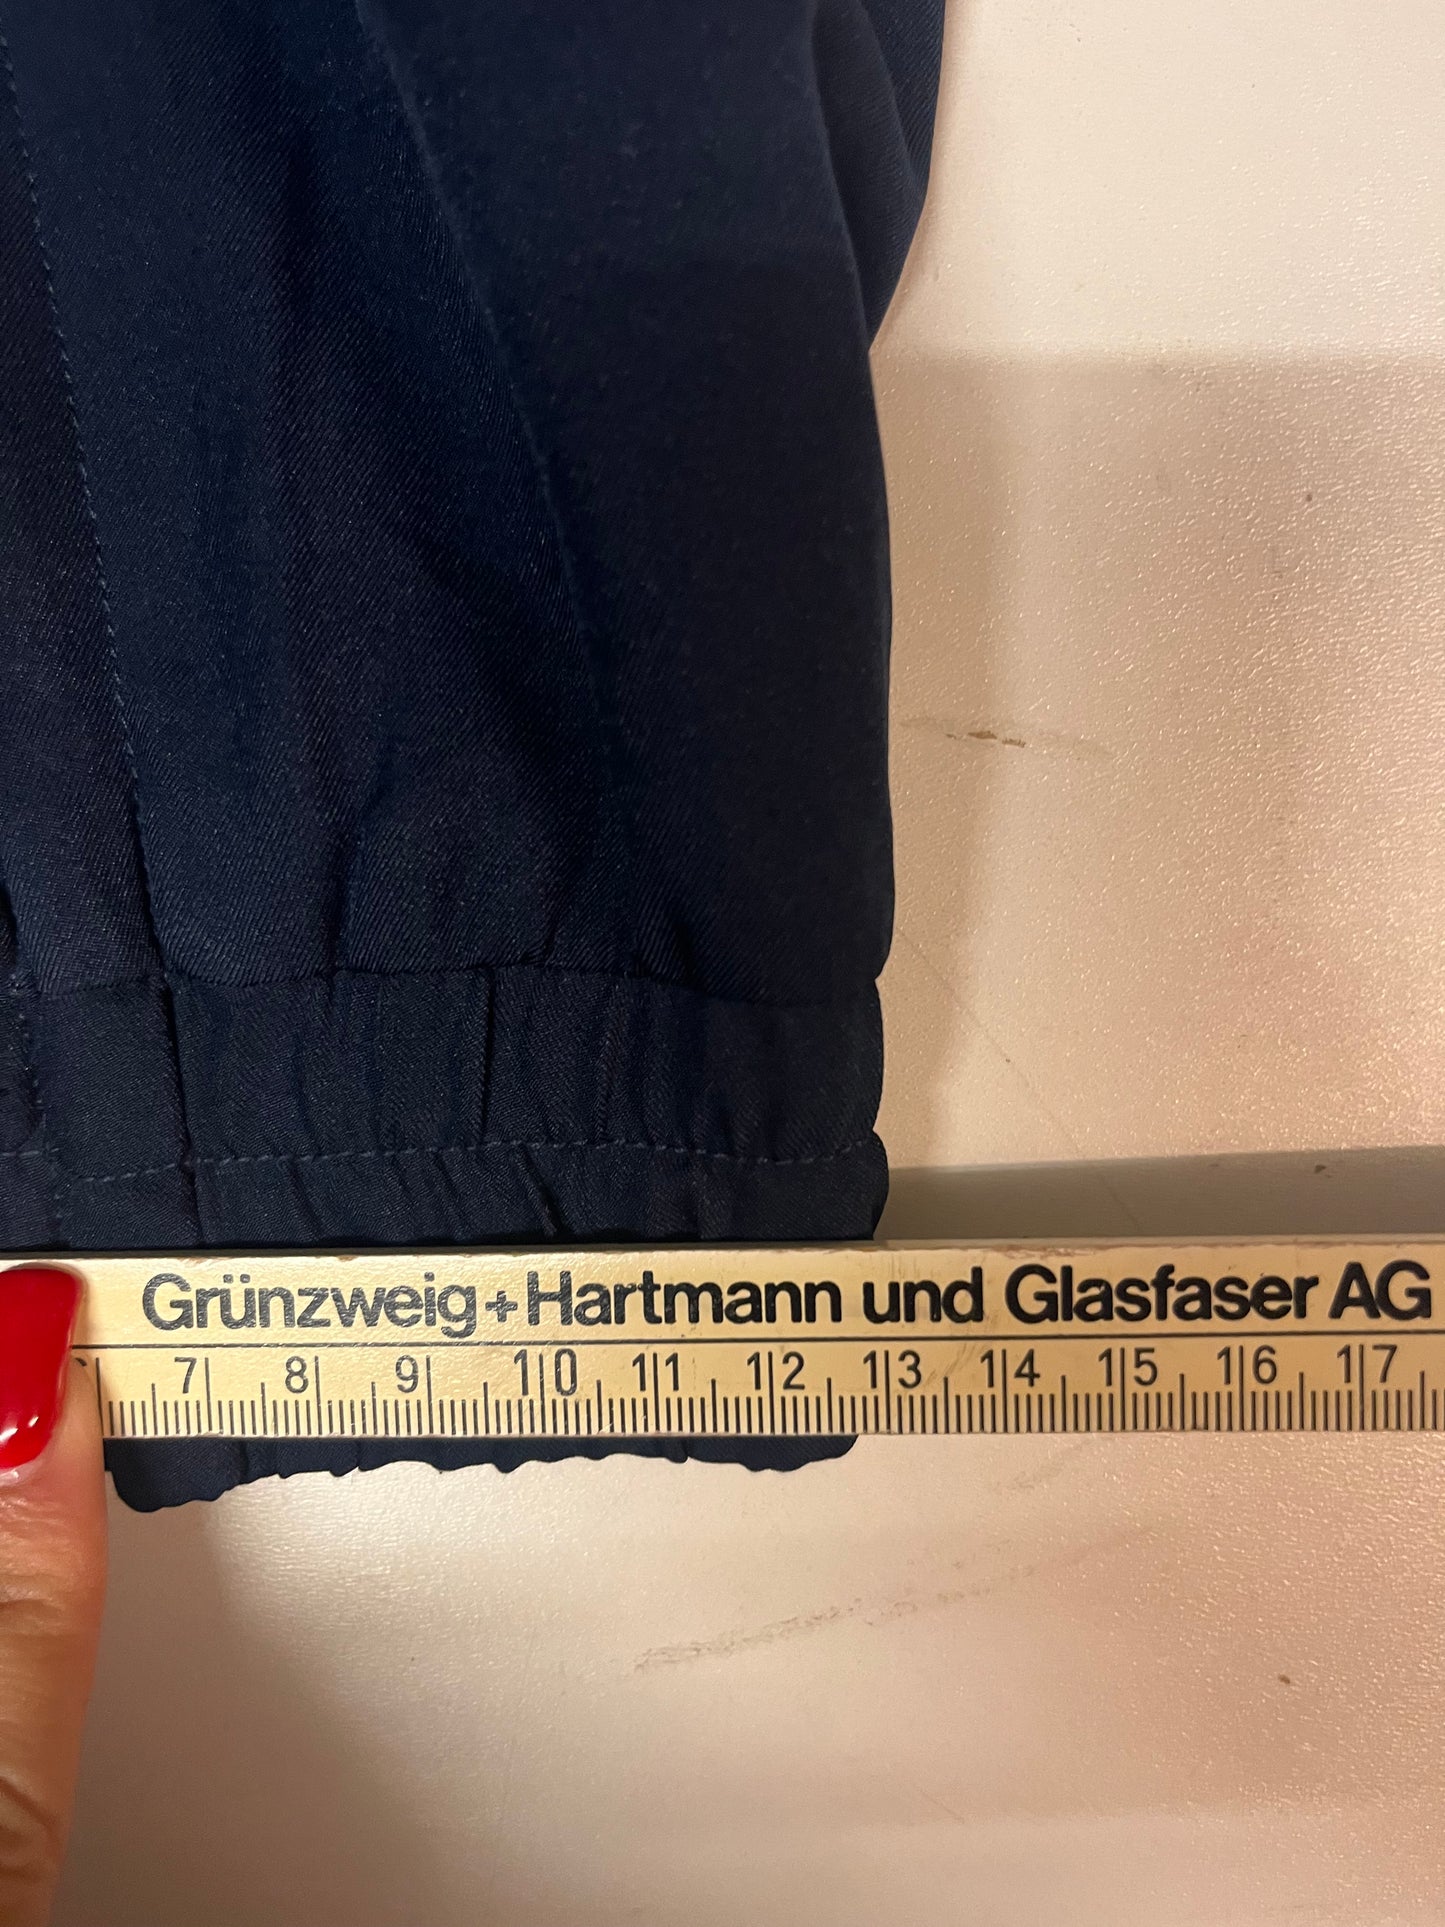 Grünzweig+Hartmann und Glasfaser AG
7 8 9 10 11 12 13 14 15 16 17